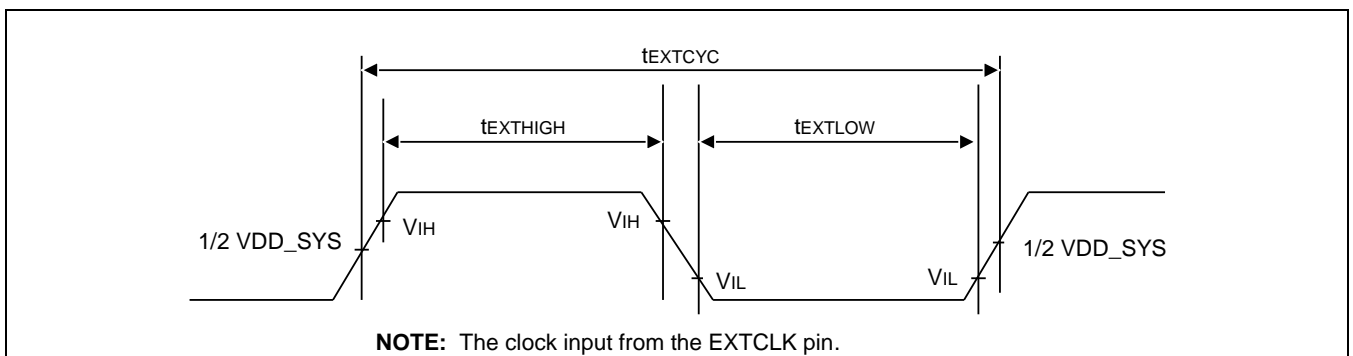 tEXTCYC
tEXTHIGH
tEXTLOW
VIH
VIH
1/2 VDD_SYS
1/2 VDD_SYS
VIL
VIL
NOTE: The clock input from the EXTCLK pin.